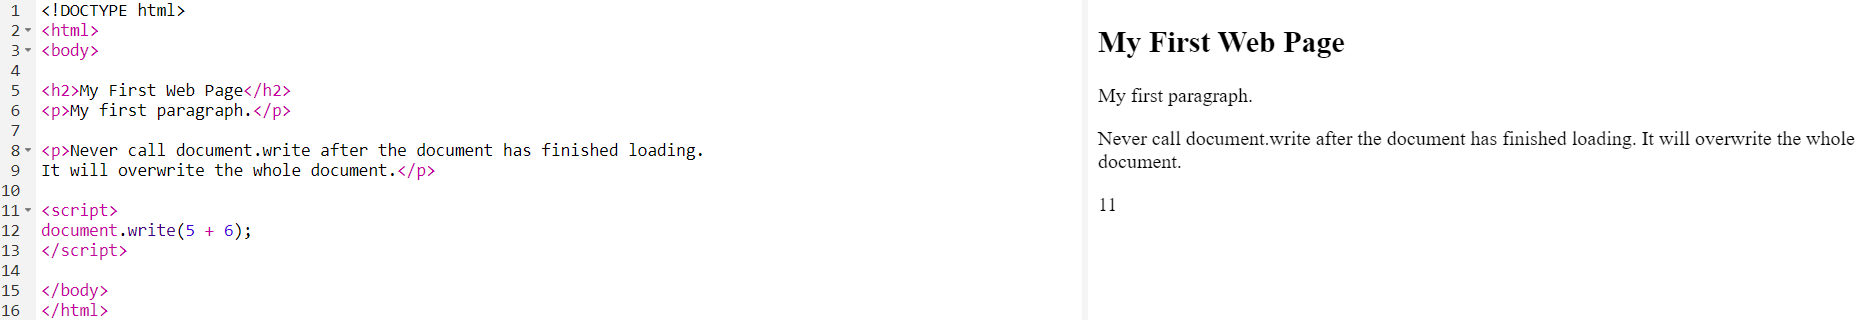 1 <!DOCTYPE html>
2 <html>
3 <body>
4
5 <h2>My First Web Page</h2>
6 <p>My first paragraph.</p>
7
8 <p>Never call document.write after the document has finished loading.
9 It will overwrite the whole document.</p>
10
11 <script>
12 document.write(5 + 6);
13 </script>
14
15 </body>
16 </html>
My First Web Page
My first paragraph.
Never call document.write after the document has finished loading. It will overwrite the whole
document.
11